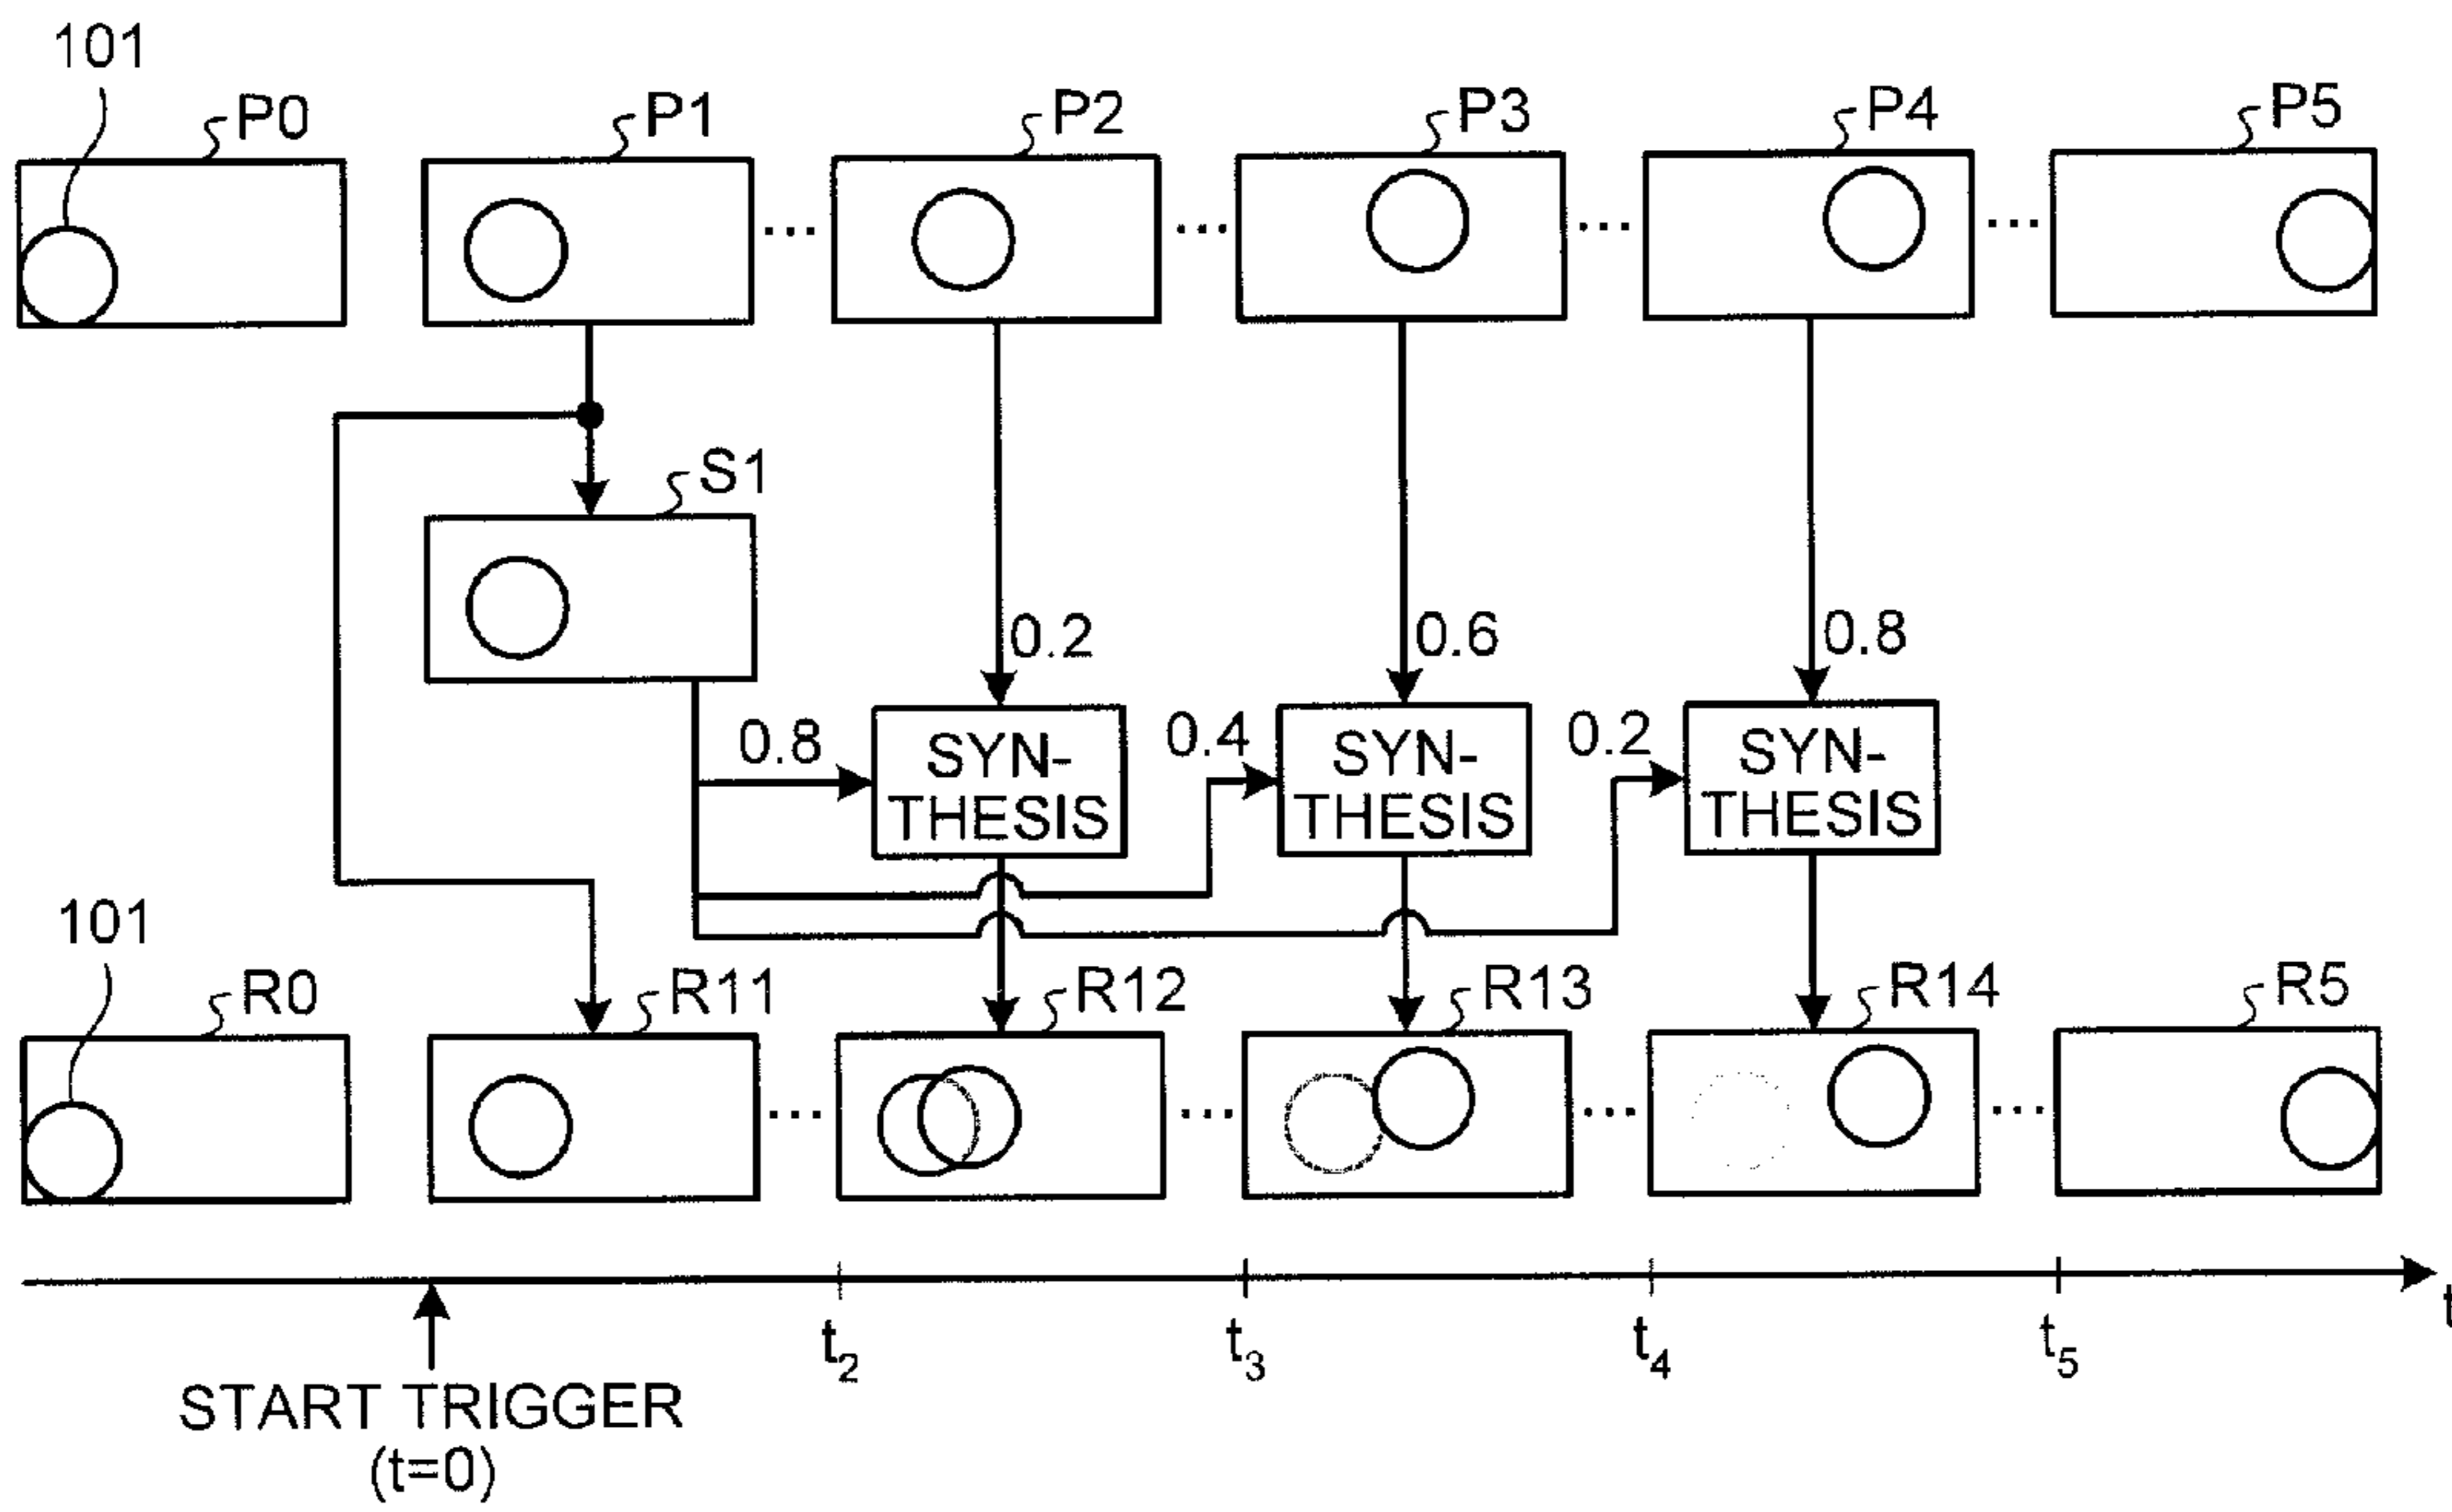 101
P0
P1
P2
P3
P4
P5
...
...
...
...
S1
0.2
0.6
0.8
0.8
0.4
0.2
SYN-
THESIS
SYN-
THESIS
SYN-
THESIS
101
R0
R11
R12
R13
R14
R5
...
...
...
...
t2
t3
t4
t5
t
START TRIGGER
(t=0)